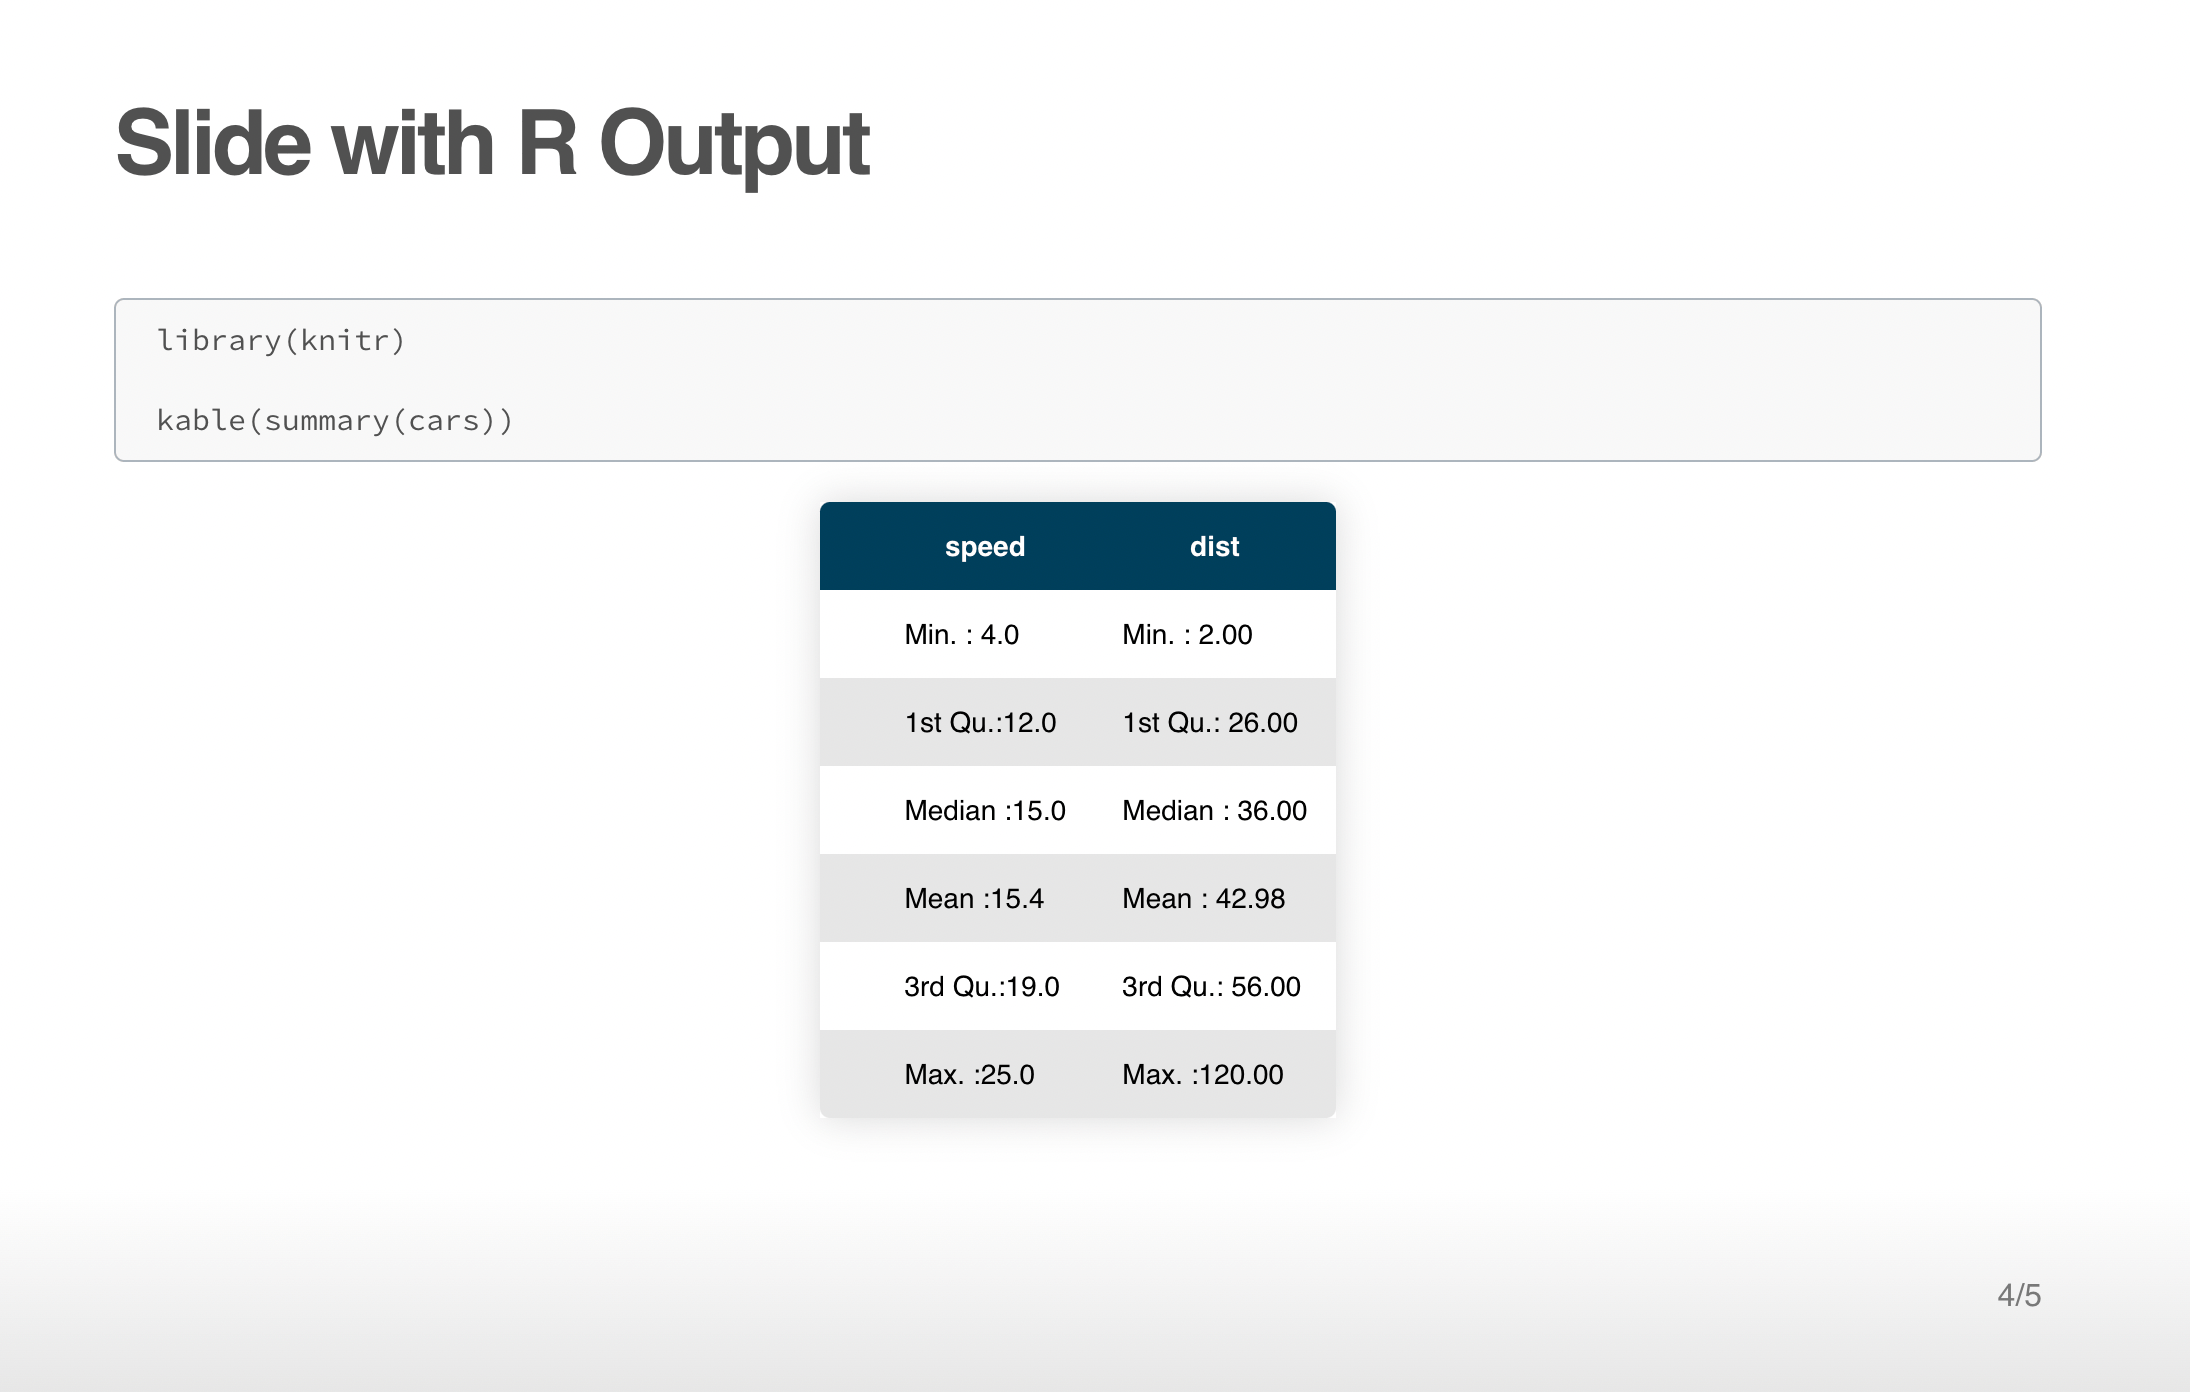 Slide with R Output
library(knitr)
kable(summary(cars))
speed dist
Min. : 4.0 Min. : 2.00
1st Qu.:12.0 1st Qu.: 26.00
Median :15.0 Median : 36.00
Mean :15.4 Mean : 42.98
3rd Qu.:19.0 3rd Qu.: 56.00
Max. :25.0 Max. :120.00
4/5